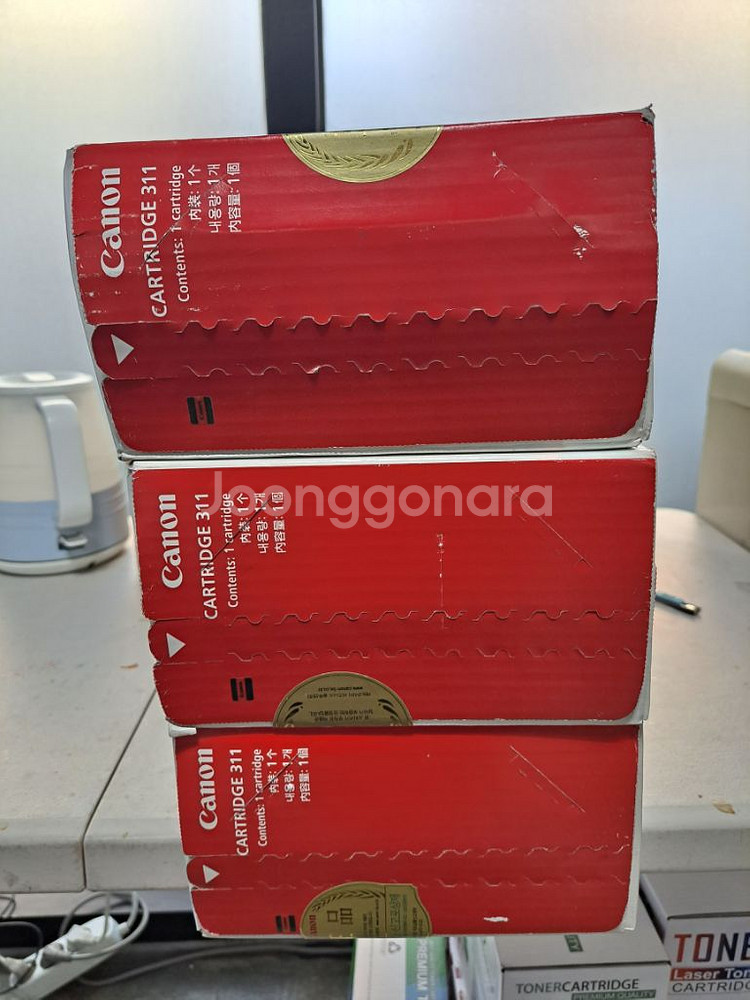 Canon
CARTRIDGE 311
Contents: 1 cartridge
内装: 1个
내용량: 1개
内容量: 1個
Joonggonara
Canon
CARTRIDGE 311
Contents: 1 cartridge
内装: 1个
내용량: 1개
内容量: 1個
Canon
CARTRIDGE 311
Contents: 1 cartridge
内装: 1个
내용량: 1개
内容量: 1個
Canon
品
PREMIUM
TONERCARTRIDGE
PREMIUM QUALITY
TONE
Laser Ton
CARTRIDG